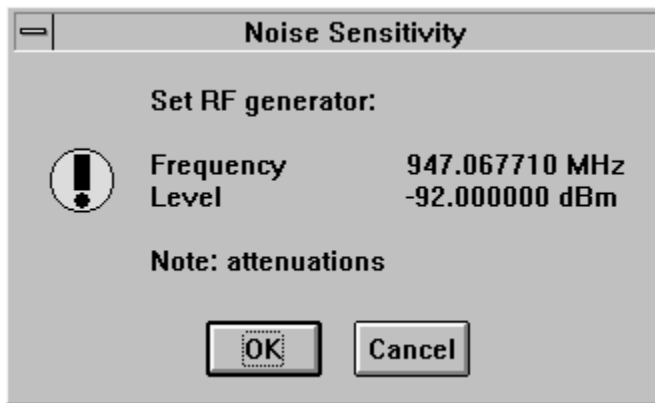 Noise Sensitivity
Set RF generator:
Frequency 947.067710 MHz
Level -92.000000 dBm
Note: attenuations
OK Cancel